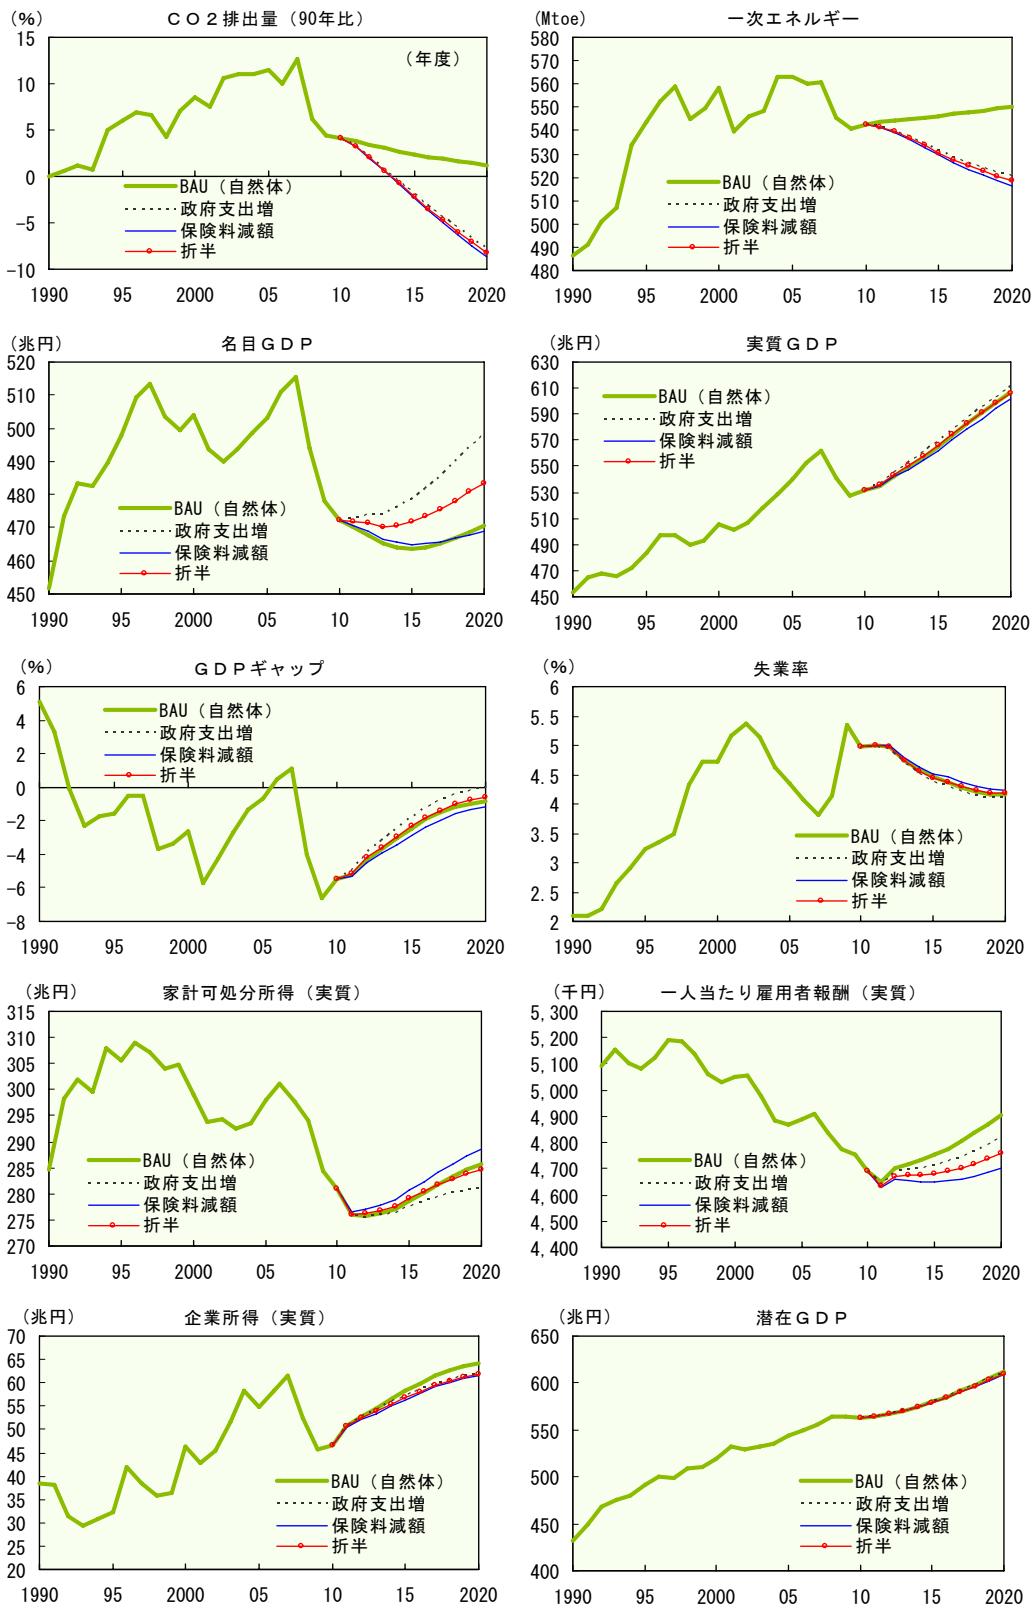 CO2排出量（90年比）
(%)
（年度）
15
10
5
0
-5
-10
BAU（自然体）
政府支出増
保険料減額
折半
1990 95 2000 05 10 15 2020
一次エネルギー
(Mtoe)
580
570
560
550
540
530
520
510
500
490
480
BAU（自然体）
政府支出増
保険料減額
折半
1990 95 2000 05 10 15 2020
名目GDP
(兆円)
520
510
500
490
480
470
460
450
BAU（自然体）
政府支出増
保険料減額
折半
1990 95 2000 05 10 15 2020
実質GDP
(兆円)
630
610
590
570
550
530
510
490
470
450
BAU（自然体）
政府支出増
保険料減額
折半
1990 95 2000 05 10 15 2020
GDPギャップ
(%)
6
4
2
0
-2
-4
-6
-8
BAU（自然体）
政府支出増
保険料減額
折半
1990 95 2000 05 10 15 2020
失業率
(%)
6
5.5
5
4.5
4
3.5
3
2.5
2
BAU（自然体）
政府支出増
保険料減額
折半
1990 95 2000 05 10 15 2020
家計可処分所得（実質）
(兆円)
315
310
305
300
295
290
285
280
275
270
BAU（自然体）
政府支出増
保険料減額
折半
1990 95 2000 05 10 15 2020
一人当たり雇用者報酬（実質）
(千円)
5,300
5,200
5,100
5,000
4,900
4,800
4,700
4,600
4,500
4,400
BAU（自然体）
政府支出増
保険料減額
折半
1990 95 2000 05 10 15 2020
企業所得（実質）
(兆円)
70
65
60
55
50
45
40
35
30
25
20
BAU（自然体）
政府支出増
保険料減額
折半
1990 95 2000 05 10 15 2020
潜在GDP
(兆円)
650
600
550
500
450
400
BAU（自然体）
政府支出増
保険料減額
折半
1990 95 2000 05 10 15 2020